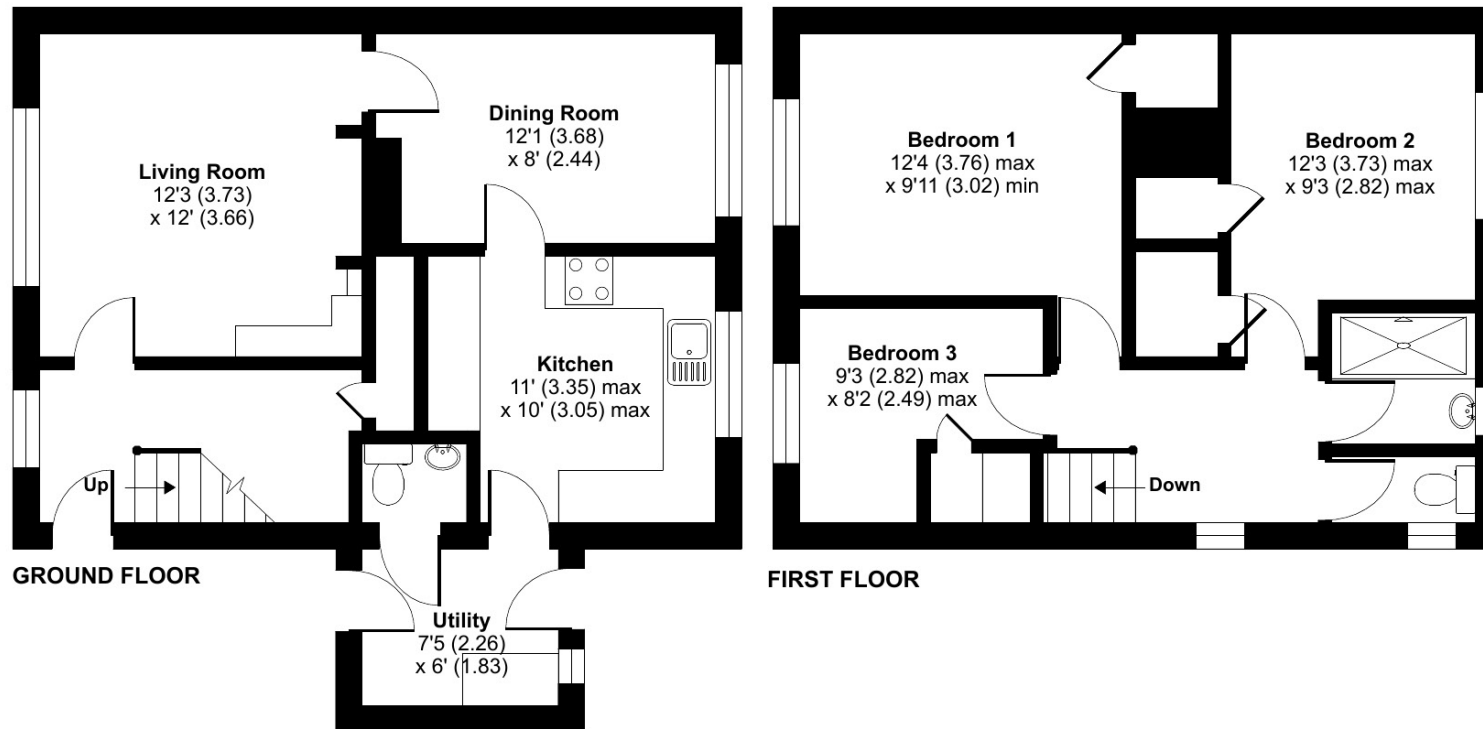 Living Room
12'3 (3.73)
x 12' (3.66)
Dining Room
12'1 (3.68)
x 8' (2.44)
Kitchen
11' (3.35) max
x 10' (3.05) max
Up
Utility
7'5 (2.26)
x 6' (1.83)
GROUND FLOOR
Bedroom 1
12'4 (3.76) max
x 9'11 (3.02) min
Bedroom 2
12'3 (3.73) max
x 9'3 (2.82) max
Bedroom 3
9'3 (2.82) max
x 8'2 (2.49) max
Down
FIRST FLOOR